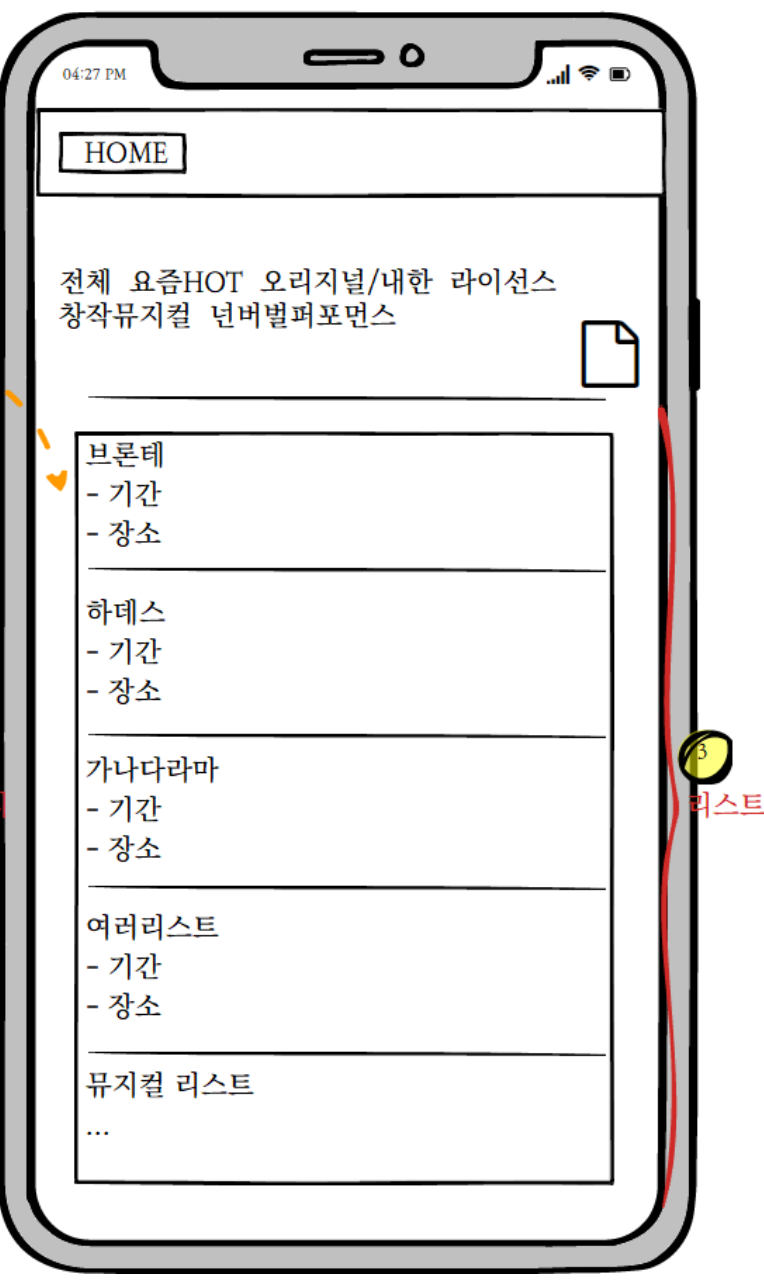 04:27 PM
HOME
전체 요즘HOT 오리지널/내한 라이선스
창작뮤지컬 넌버벌퍼포먼스
브론테
- 기간
- 장소
하데스
- 기간
- 장소
가나다라마
- 기간
- 장소
3
리스트
여러리스트
- 기간
- 장소
뮤지컬 리스트
...